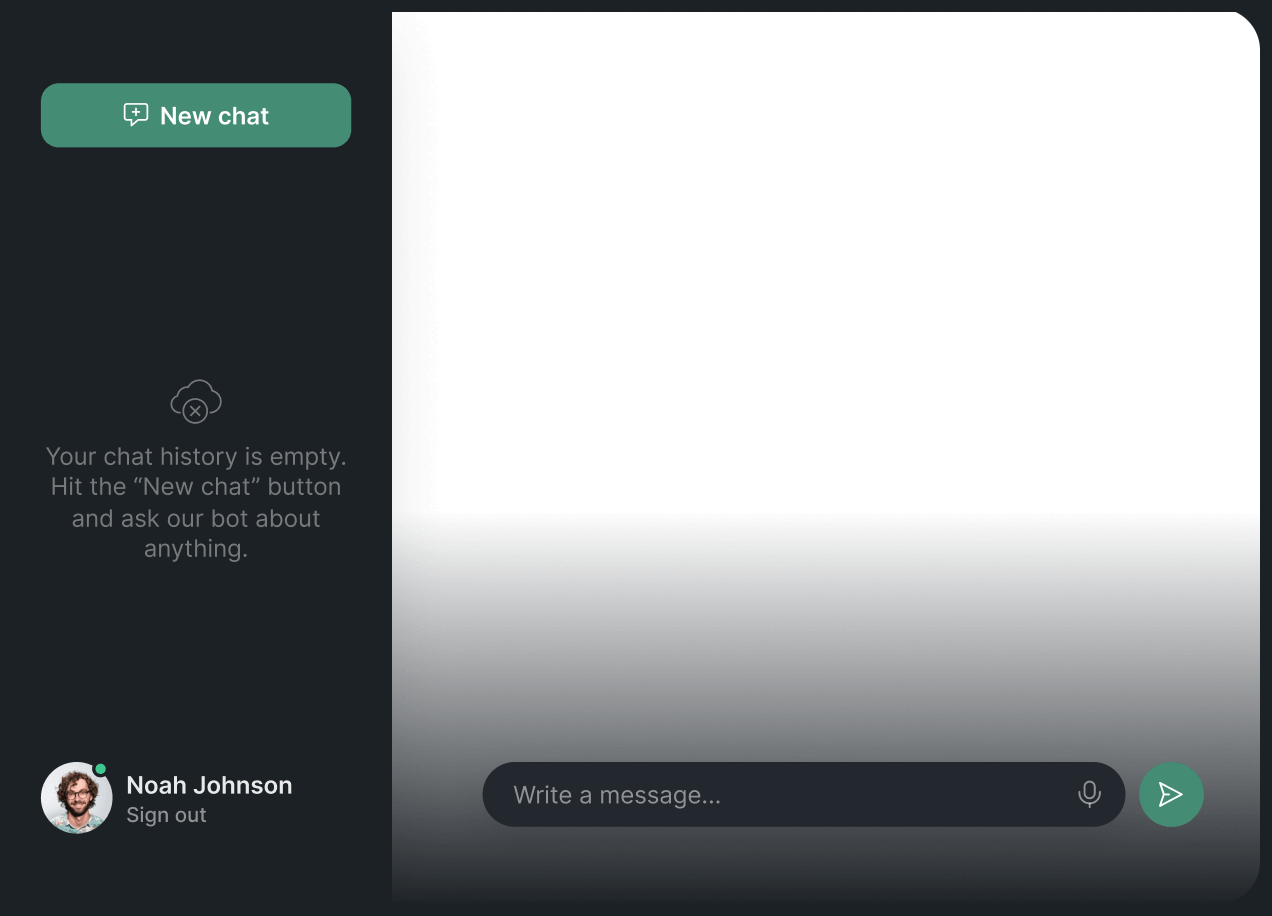 New chat
Your chat history is empty.
Hit the “New chat” button
and ask our bot about
anything.
Noah Johnson
Sign out
Write a message...